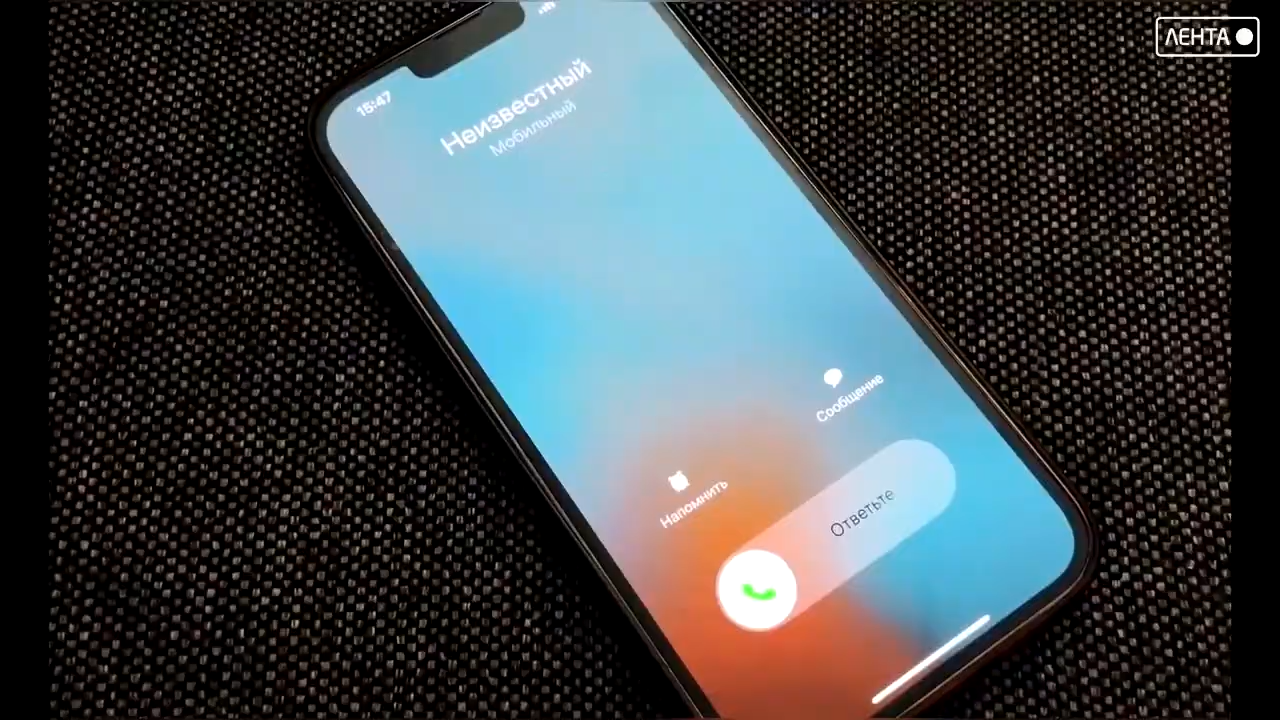 ЛЕНТА
15:47
Неизвестный
Мобильный
Сообщение
Напомнить
Ответьте